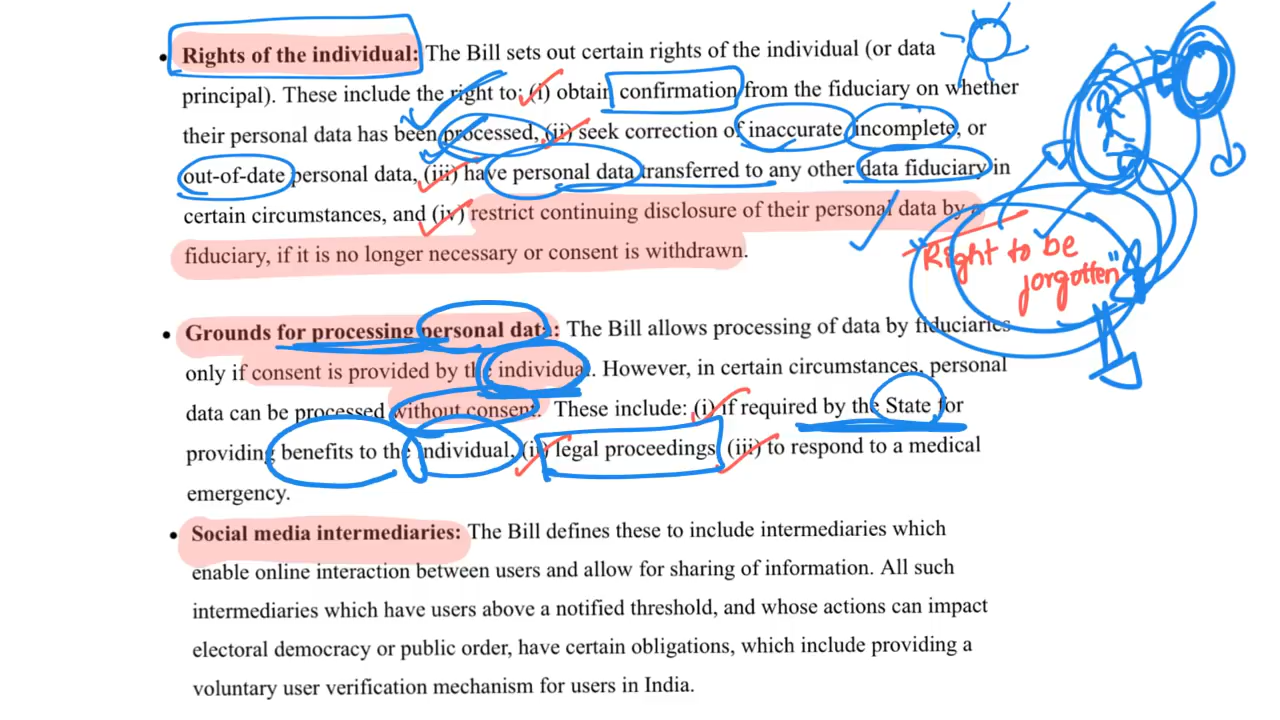 • Rights of the individual: The Bill sets out certain rights of the individual (or data
principal). These include the right to: (i) obtain confirmation from the fiduciary on whether
their personal data has been processed, (ii) seek correction of inaccurate, incomplete, or
out-of-date personal data, (iii) have personal data transferred to any other data fiduciary in
certain circumstances, and (iv) restrict continuing disclosure of their personal data by a
fiduciary, if it is no longer necessary or consent is withdrawn.
"Right to be
forgotten"
• Grounds for processing personal data: The Bill allows processing of data by fiduciaries
only if consent is provided by the individual. However, in certain circumstances, personal
data can be processed without consent. These include: (i) if required by the State for
providing benefits to the individual, (ii) legal proceedings, (iii) to respond to a medical
emergency.
• Social media intermediaries: The Bill defines these to include intermediaries which
enable online interaction between users and allow for sharing of information. All such
intermediaries which have users above a notified threshold, and whose actions can impact
electoral democracy or public order, have certain obligations, which include providing a
voluntary user verification mechanism for users in India.